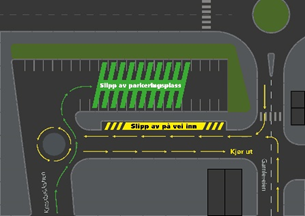 Slipp av parkeringsplass
Slipp av på vei inn
Kjør ut